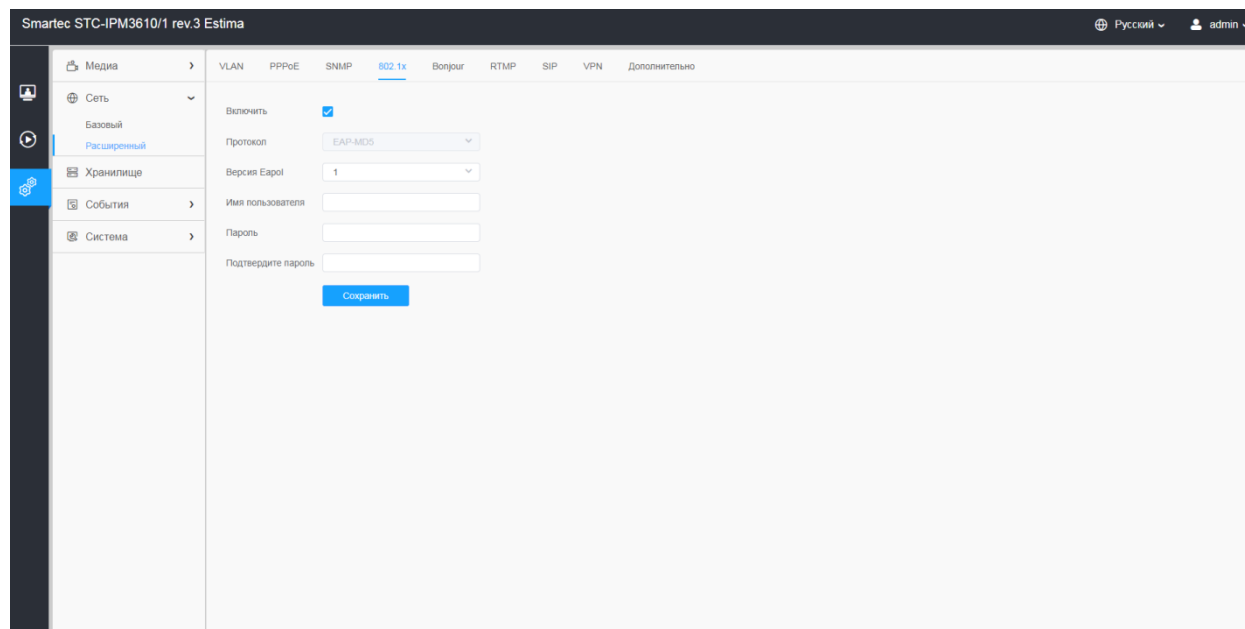 Smartec STC-IPM3610/1 rev.3 Estima
Русский
admin
Медиа
Сеть
Базовый
Расширенный
Хранилище
События
Система
VLAN PPPoE SNMP 802.1x Bonjour RTMP SIP VPN Дополнительно
Включить
Протокол EAP-MD5
Версия Eapol 1
Имя пользователя
Пароль
Подтвердите пароль
Сохранить